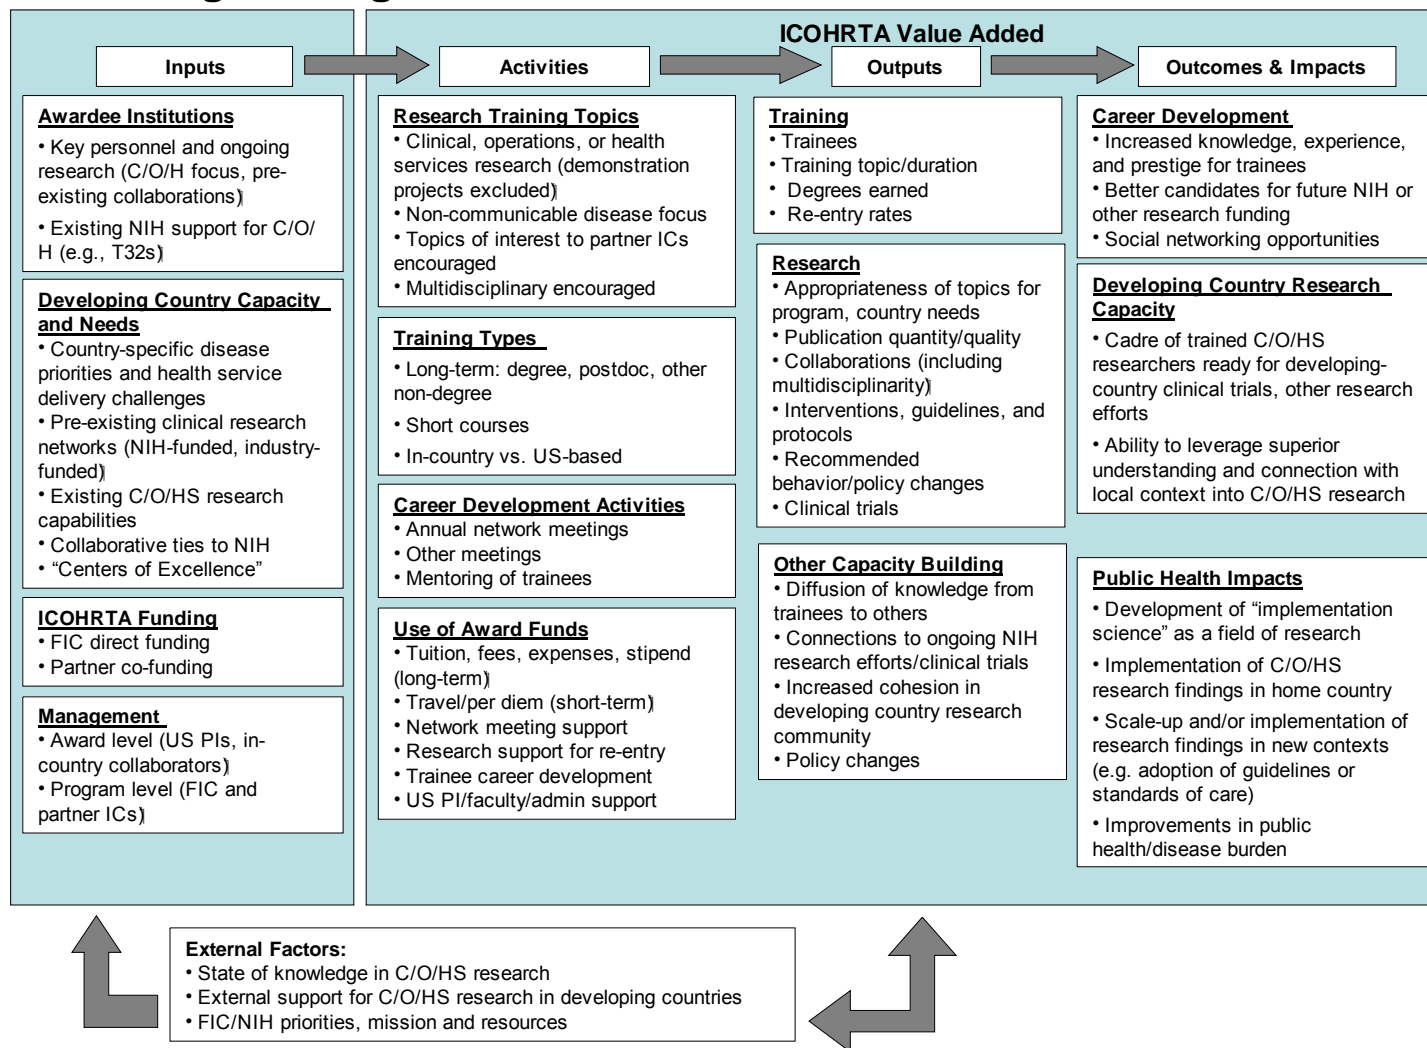 ICOHRTA Value Added
Inputs
Activities
Outputs
Outcomes & Impacts
Awardee Institutions
• Key personnel and ongoing
research (C/O/H focus, pre-
existing collaborations)
• Existing NIH support for C/O/
H (e.g., T32s)
Developing Country Capacity
and Needs
• Country-specific disease
priorities and health service
delivery challenges
• Pre-existing clinical research
networks (NIH-funded, industry-
funded)
• Existing C/O/HS research
capabilities
• Collaborative ties to NIH
• “Centers of Excellence”
ICOHRTA Funding
• FIC direct funding
• Partner co-funding
Management
• Award level (US PIs, in-
country collaborators)
• Program level (FIC and
partner ICs)
Research Training Topics
• Clinical, operations, or health
services research (demonstration
projects excluded)
• Non-communicable disease focus
• Topics of interest to partner ICs
encouraged
• Multidisciplinary encouraged
Training Types
• Long-term: degree, postdoc, other
non-degree
• Short courses
• In-country vs. US-based
Career Development Activities
• Annual network meetings
• Other meetings
• Mentoring of trainees
Use of Award Funds
• Tuition, fees, expenses, stipend
(long-term)
• Travel/per diem (short-term)
• Network meeting support
• Research support for re-entry
• Trainee career development
• US PI/faculty/admin support
Training
• Trainees
• Training topic/duration
• Degrees earned
• Re-entry rates
Research
• Appropriateness of topics for
program, country needs
• Publication quantity/quality
• Collaborations (including
multidisciplinarity)
• Interventions, guidelines, and
protocols
• Recommended
behavior/policy changes
• Clinical trials
Other Capacity Building
• Diffusion of knowledge from
trainees to others
• Connections to ongoing NIH
research efforts/clinical trials
• Increased cohesion in
developing country research
community
• Policy changes
Career Development
• Increased knowledge, experience,
and prestige for trainees
• Better candidates for future NIH or
other research funding
• Social networking opportunities
Developing Country Research
Capacity
• Cadre of trained C/O/HS
researchers ready for developing-
country clinical trials, other research
efforts
• Ability to leverage superior
understanding and connection with
local context into C/O/HS research
Public Health Impacts
• Development of “implementation
science” as a field of research
• Implementation of C/O/HS
research findings in home country
• Scale-up and/or implementation of
research findings in new contexts
(e.g. adoption of guidelines or
standards of care)
• Improvements in public
health/disease burden
External Factors:
• State of knowledge in C/O/HS research
• External support for C/O/HS research in developing countries
• FIC/NIH priorities, mission and resources